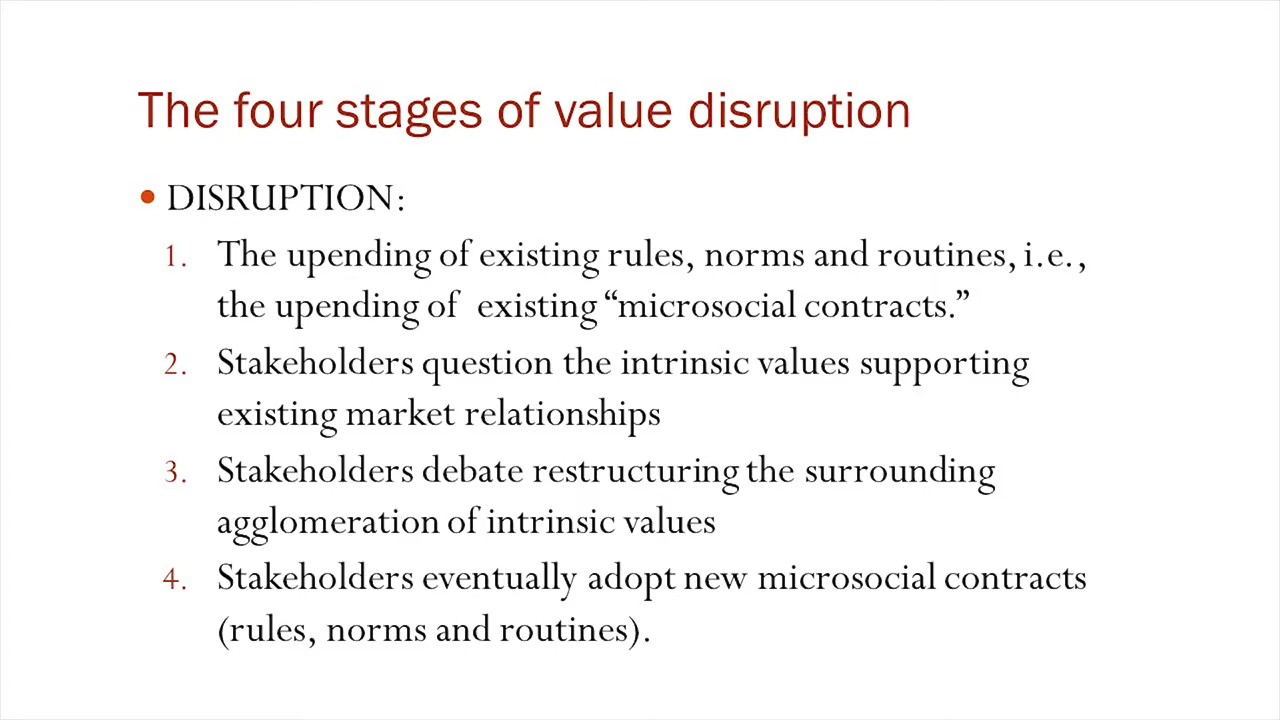 The four stages of value disruption
• DISRUPTION:
1. The upending of existing rules, norms and routines, i.e.,
the upending of existing “microsocial contracts.”
2. Stakeholders question the intrinsic values supporting
existing market relationships
3. Stakeholders debate restructuring the surrounding
agglomeration of intrinsic values
4. Stakeholders eventually adopt new microsocial contracts
(rules, norms and routines).